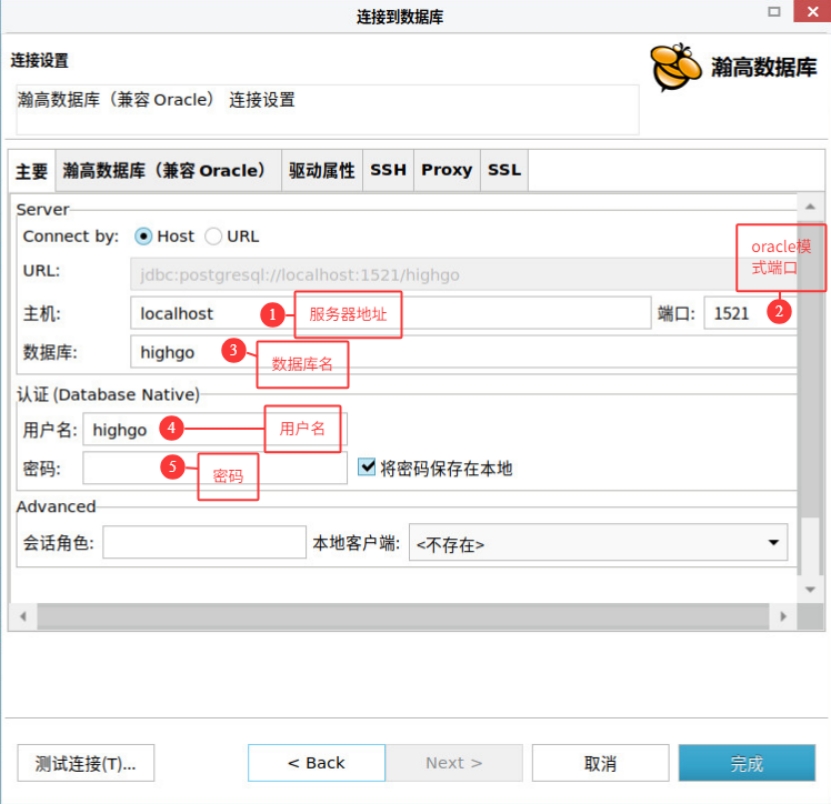 连接到数据库
连接设置
瀚高数据库（兼容 Oracle） 连接设置
瀚高数据库
主要 瀚高数据库（兼容 Oracle） 驱动属性 SSH Proxy SSL
Server
Connect by: Host URL
oracle模
式端口
URL: jdbc:postgresql://localhost:1521/highgo
主机: localhost 1 服务器地址 端口: 1521 2
数据库: highgo 3 数据库名
认证 (Database Native)
用户名: highgo 4 用户名
密码: 5 密码 将密码保存在本地
Advanced
会话角色: 本地客户端: <不存在>
测试连接(T)... < Back Next > 取消 完成